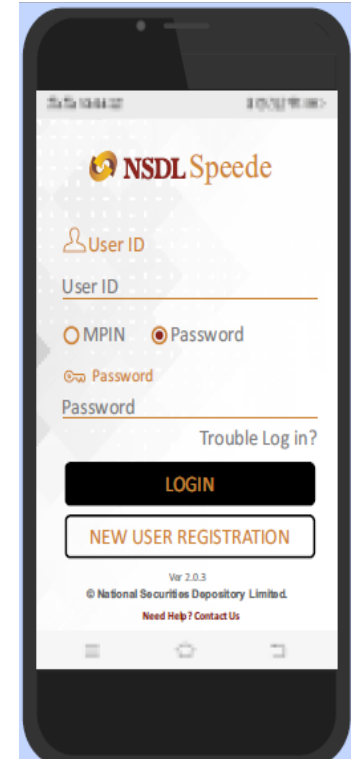 NSDL Speede
User ID
User ID
MPIN Password
Password
Password
Trouble Log in?
LOGIN
NEW USER REGISTRATION
Ver 2.0.3
© National Securities Depository Limited.
Need Help? Contact Us